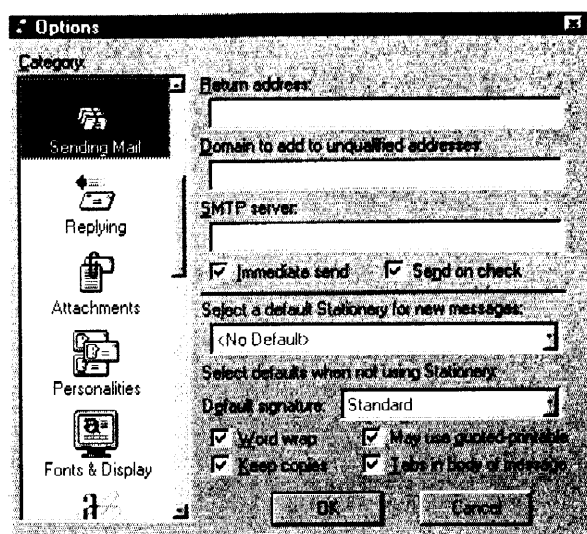 Options
Category:
Sending Mail
Replying
Attachments
Personalities
Fonts & Display
Return address:
Domain to add to unqualified addresses:
SMTP server:
Immediate send
Send on check
Select a default Stationery for new messages:
<No Default>
Select defaults when not using Stationery:
Default signature: Standard
Word wrap
May use quoted-printable
Keep copies
Tabs in body of message
OK
Cancel